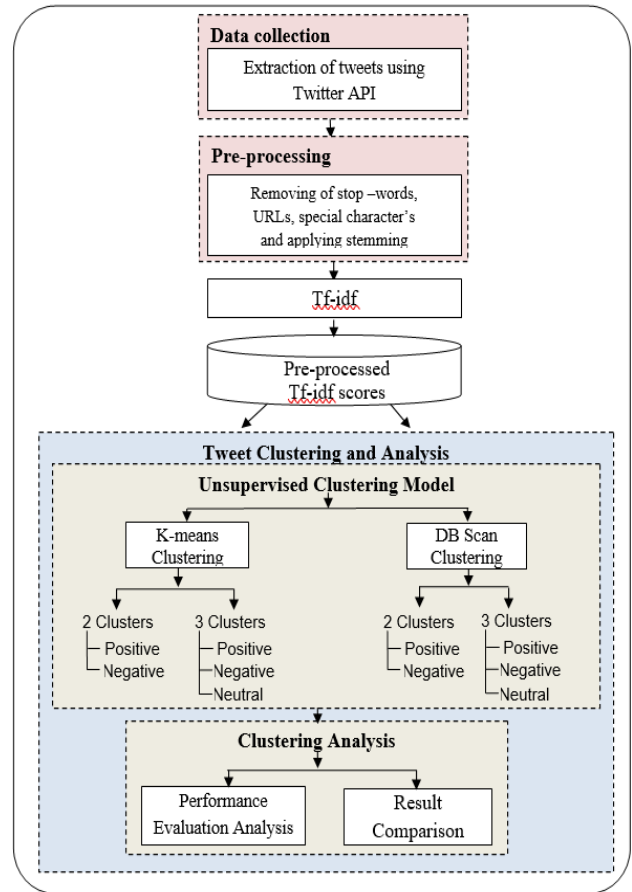 Data collection
Extraction of tweets using
Twitter API
Pre-processing
Removing of stop –words,
URLs, special character's
and applying stemming
Tf-idf
Pre-processed
Tf-idf scores
Tweet Clustering and Analysis
Unsupervised Clustering Model
K-means
Clustering
2 Clusters
Positive
Negative
3 Clusters
Positive
Negative
Neutral
DB Scan
Clustering
2 Clusters
Positive
Negative
3 Clusters
Positive
Negative
Neutral
Clustering Analysis
Performance
Evaluation Analysis
Result
Comparison